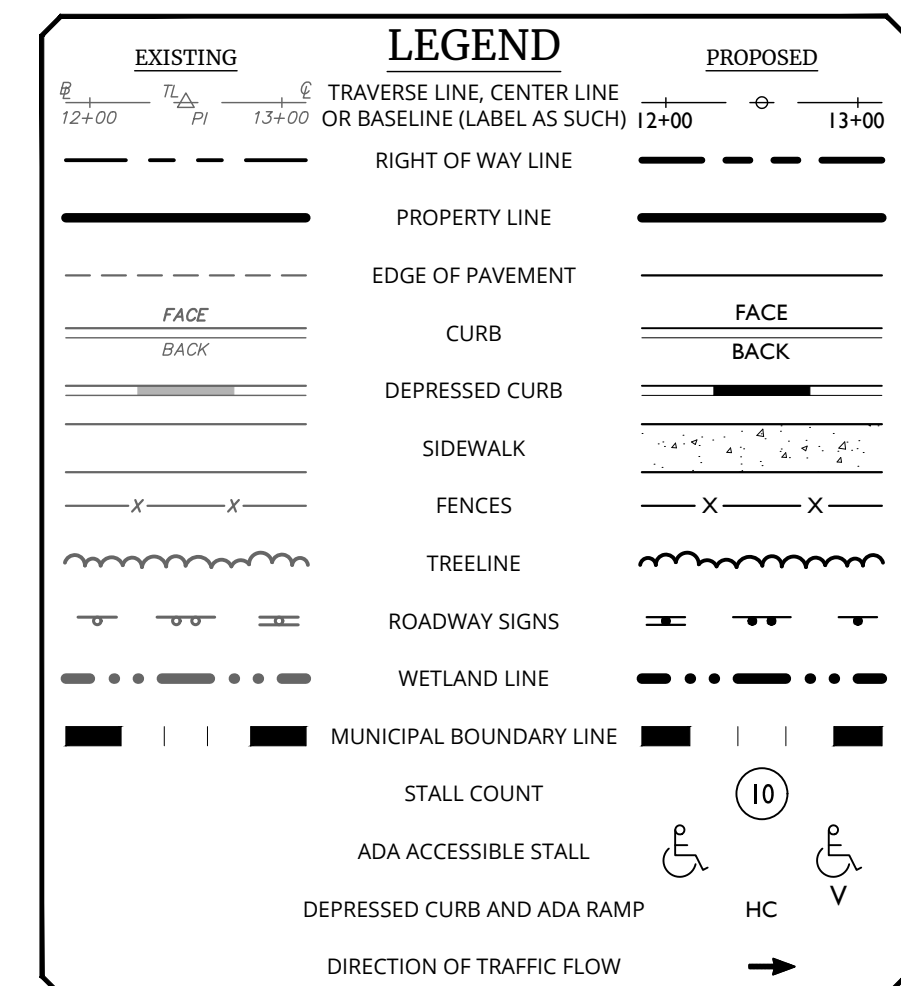 LEGEND
EXISTING
PROPOSED
B̸L TL ℄ TRAVERSE LINE, CENTER LINE
12+00 PI 13+00 OR BASELINE (LABEL AS SUCH) 12+00 13+00
RIGHT OF WAY LINE
PROPERTY LINE
EDGE OF PAVEMENT
FACE FACE
CURB
BACK BACK
DEPRESSED CURB
SIDEWALK
X X FENCES X X
TREELINE
ROADWAY SIGNS
WETLAND LINE
MUNICIPAL BOUNDARY LINE
STALL COUNT 10
ADA ACCESSIBLE STALL
V
DEPRESSED CURB AND ADA RAMP HC
DIRECTION OF TRAFFIC FLOW